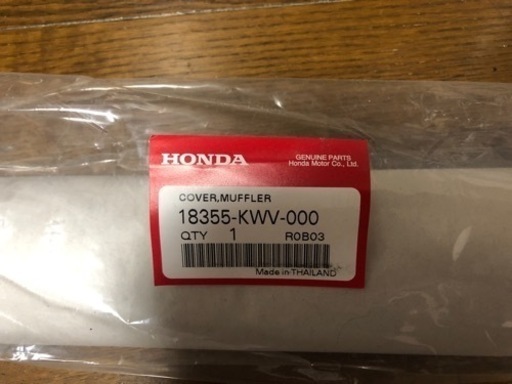 HONDA
GENUINE PARTS
Honda Motor Co., Ltd.
COVER,MUFFLER
18355-KWV-000
QTY 1 R0B03
Made in THAILAND